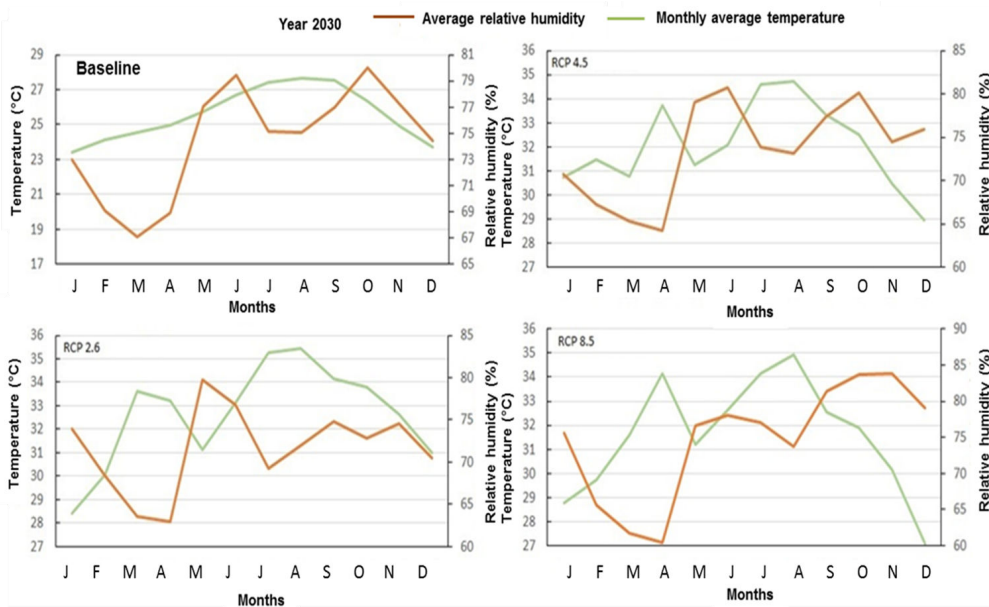 Year 2030
Average relative humidity
Monthly average temperature
Baseline
Temperature (°C)
29
27
25
23
21
19
17
81
79
77
75
73
71
69
67
65
Relative humidity (%)
J F M A M J J A S O N D
Months
RCP 4.5
Temperature (°C)
36
35
34
33
32
31
30
29
28
27
85
80
75
70
65
60
Relative humidity (%)
J F M A M J J A S O N D
Months
RCP 2.6
Temperature (°C)
36
35
34
33
32
31
30
29
28
27
85
80
75
70
65
60
Relative humidity (%)
J F M A M J J A S O N D
Months
RCP 8.5
Temperature (°C)
36
35
34
33
32
31
30
29
28
27
90
85
80
75
70
65
60
Relative humidity (%)
J F M A M J J A S O N D
Months